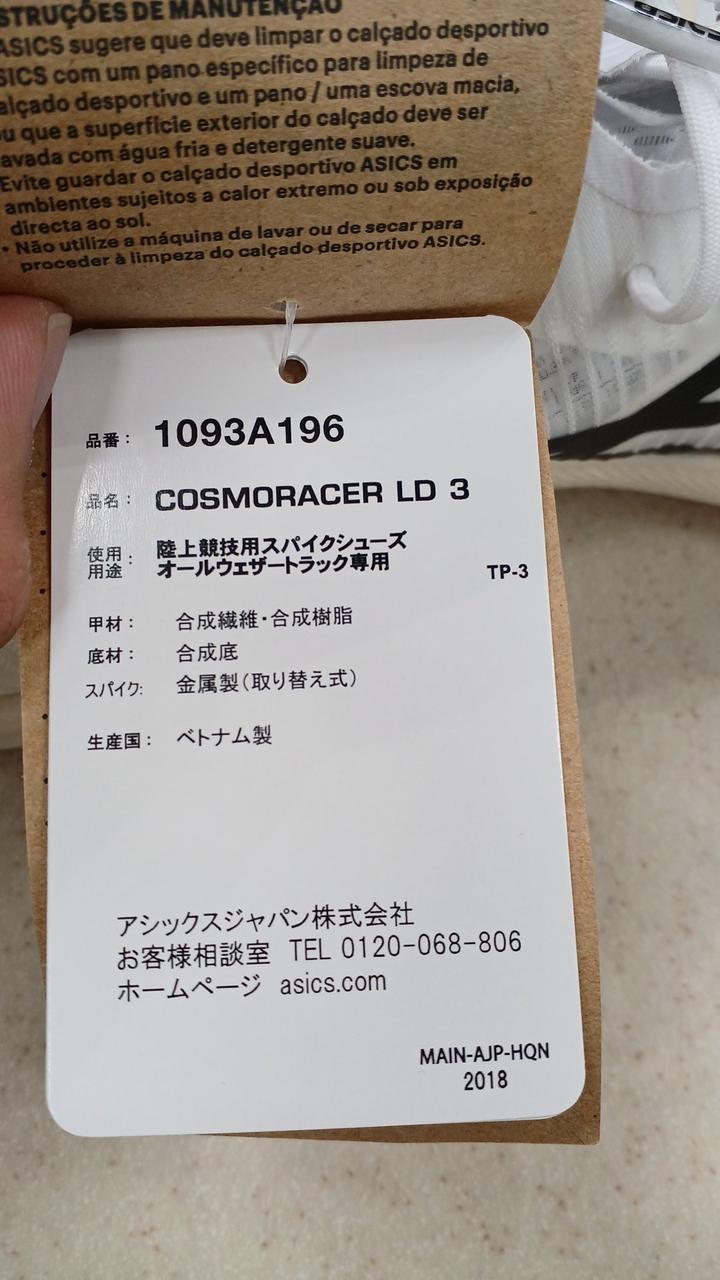 STRUÇÕES DE MANUTENÇÃO
ASICS sugere que deve limpar o calçado desportivo
SICS com um pano específico para limpeza de
alçado desportivo e um pano / uma escova macia,
u que a superfície exterior do calçado deve ser
avada com água fria e detergente suave.
Evite guardar o calçado desportivo ASICS em
ambientes sujeitos a calor extremo ou sob exposição
directa ao sol.
• Não utilize a máquina de lavar ou de secar para
proceder à limpeza do calçado desportivo ASICS.
asics
品番： 1093A196
品名： COSMORACER LD 3
使用用途： 陸上競技用スパイクシューズ
オールウェザートラック専用 TP-3
甲材： 合成繊維・合成樹脂
底材： 合成底
スパイク: 金属製（取り替え式）
生産国： ベトナム製
アシックスジャパン株式会社
お客様相談室 TEL 0120-068-806
ホームページ asics.com
MAIN-AJP-HQN
2018